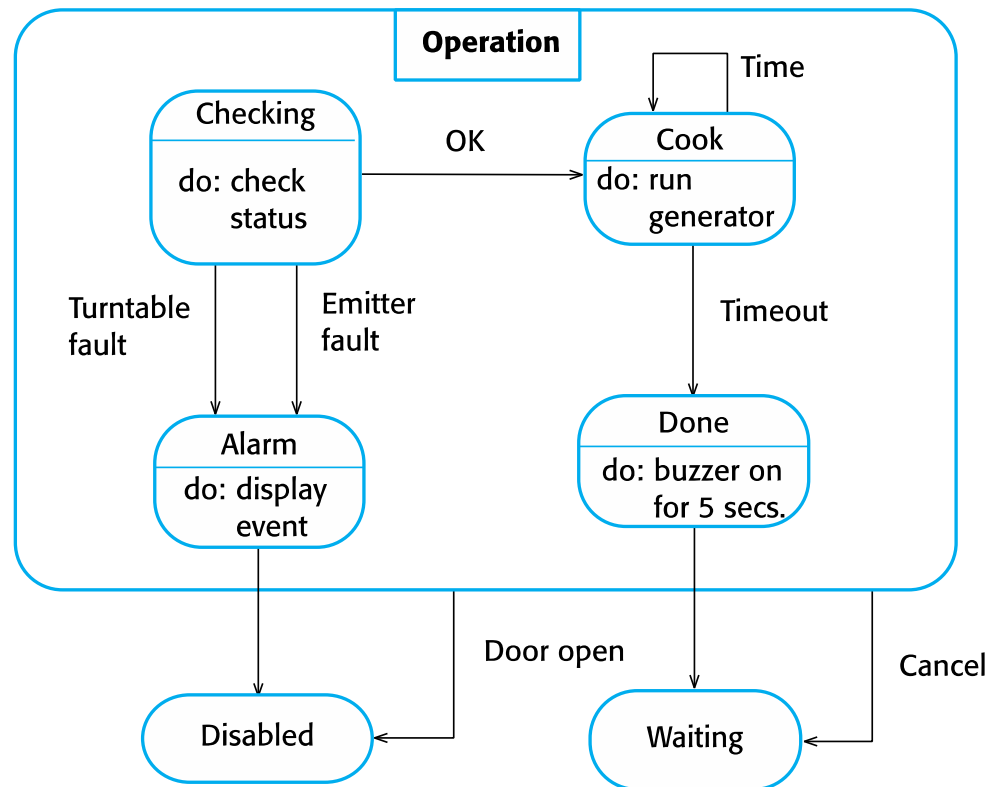 Operation
Time
Checking
OK
Cook
do: check
status
do: run
generator
Turntable
fault
Emitter
fault
Timeout
Alarm
do: display
event
Done
do: buzzer on
for 5 secs.
Door open
Cancel
Disabled
Waiting